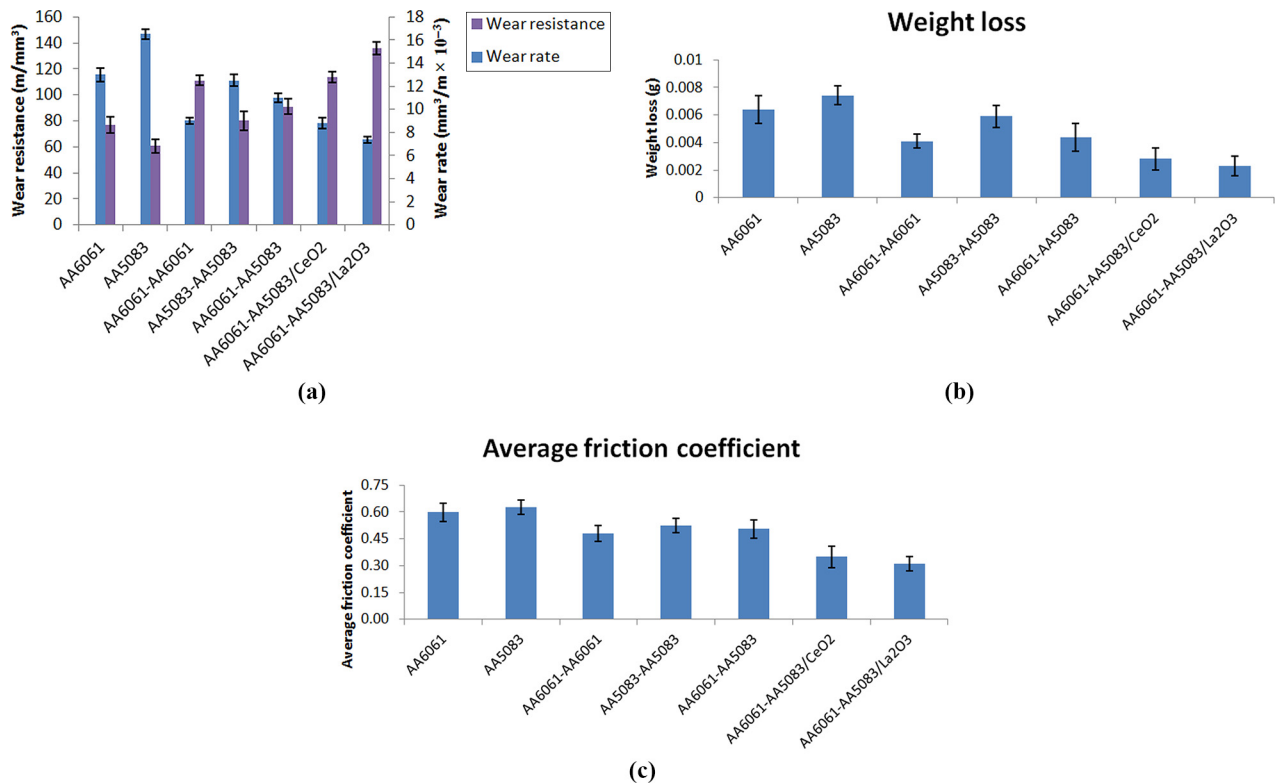 160
140
120
100
80
60
40
20
0
Wear resistance (m/mm³)
18
16
14
12
10
8
6
4
2
0
Wear rate (mm³/m × 10⁻³)
Wear resistance
Wear rate
AA6061
AA5083
AA6061-AA6061
AA5083-AA5083
AA6061-AA5083
AA6061-AA5083/CeO2
AA6061-AA5083/La2O3
(a)
Weight loss
0.01
0.008
0.006
0.004
0.002
0
Weight loss (g)
AA6061
AA5083
AA6061-AA6061
AA5083-AA5083
AA6061-AA5083
AA6061-AA5083/CeO2
AA6061-AA5083/La2O3
(b)
Average friction coefficient
0.75
0.60
0.45
0.30
0.15
0.00
Average friction coefficient
AA6061
AA5083
AA6061-AA6061
AA5083-AA5083
AA6061-AA5083
AA6061-AA5083/CeO2
AA6061-AA5083/La2O3
(c)